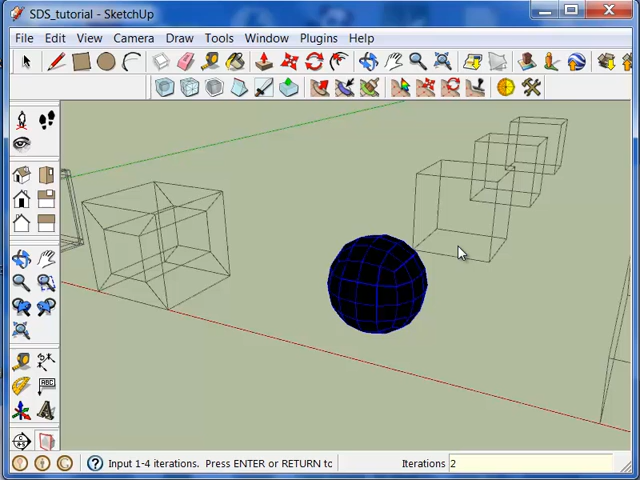 SDS_tutorial - SketchUp
File Edit View Camera Draw Tools Window Plugins Help
Input 1-4 iterations. Press ENTER or RETURN tc
Iterations 2